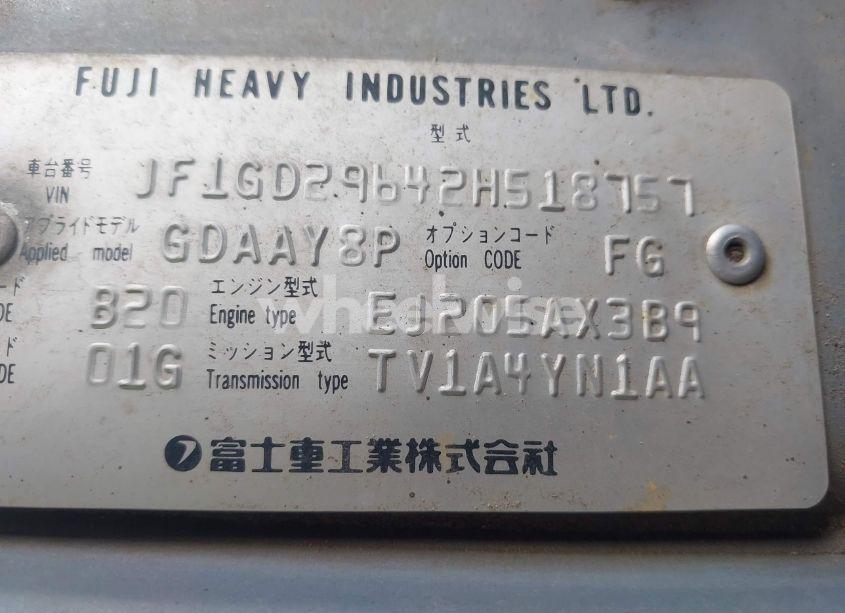 FUJI HEAVY INDUSTRIES LTD.
型式
車台番号 JF1GD29642H518757
VIN
アプライドモデル GDAAY8P オプションコード FG
Applied model Option CODE
ード 820 エンジン型式 EJ205AX3B9
DE Engine type
ド 01G ミッション型式 TV1A4YN1AA
DE Transmission type
富士重工業株式会社
wheelwise